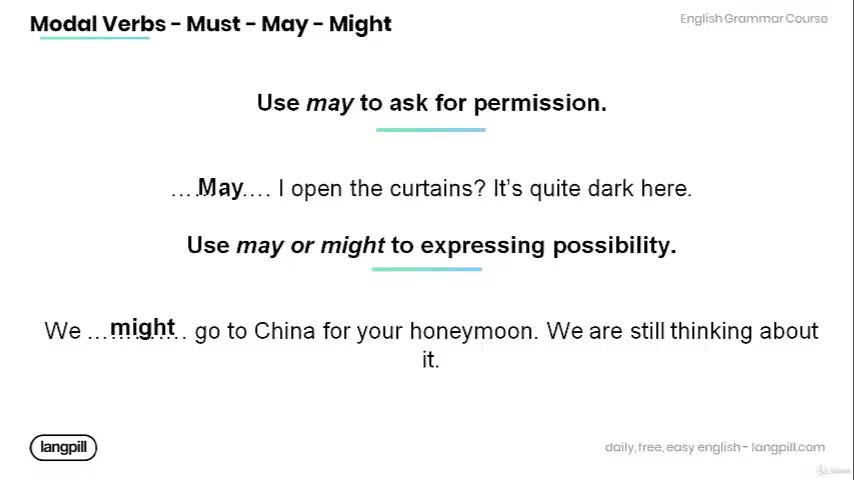 Modal Verbs - Must - May - Might
English Grammar Course
Use may to ask for permission.
……May…. I open the curtains? It's quite dark here.
Use may or might to expressing possibility.
We …might…. go to China for your honeymoon. We are still thinking about
it.
langpill
daily, free, easy english - langpill.com